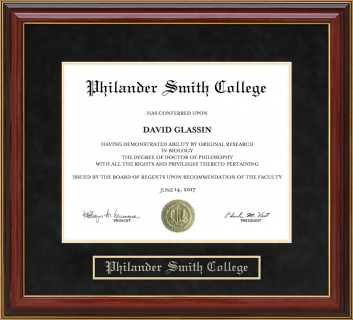 Philander Smith College
HAS CONFERRED UPON
DAVID GLASSIN
HAVING DEMONSTRATED ABILITY BY ORIGINAL RESEARCH
IN BIOLOGY
THE DEGREE OF DOCTOR OF PHILOSOPHY
WITH ALL THE RIGHTS AND PRIVILEGES THERETO PERTAINING
ISSUED BY THE BOARD OF REGENTS UPON RECOMMENDATION OF THE FACULTY
JUNE 14, 2017
PROVOST
PRESIDENT
Philander Smith College